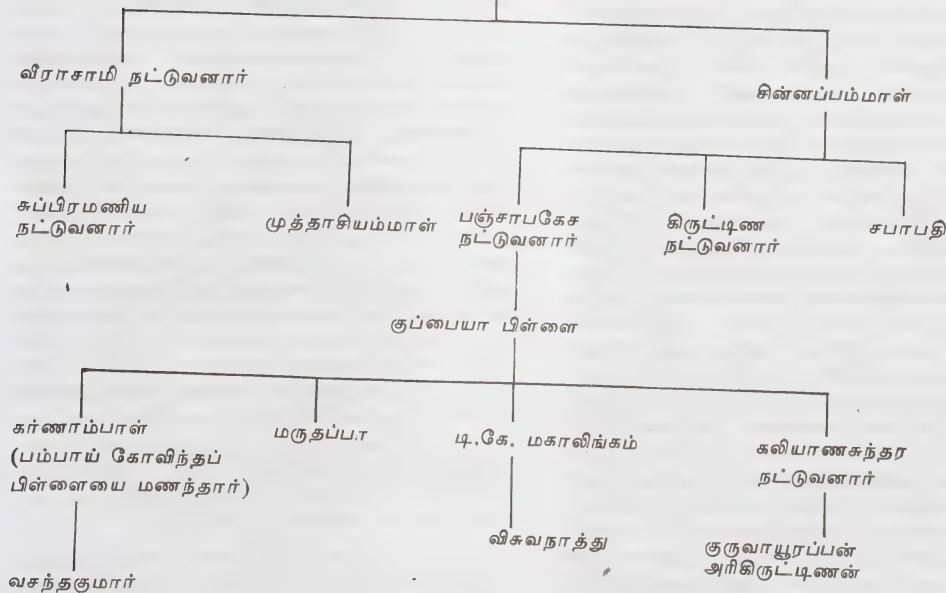 வீராசாமி நட்டுவனார்
சின்னப்பம்மாள்
சுப்பிரமணிய
நட்டுவனார்
முத்தாசியம்மாள்
பஞ்சாபகேச
நட்டுவனார்
கிருட்டிண
நட்டுவனார்
சபாபதி
குப்பையா பிள்ளை
கர்ணாம்பாள்
(பம்பாய் கோவிந்தப்
பிள்ளையை மணந்தார்)
மருதப்பா
டி.கே. மகாலிங்கம்
கலியாணசுந்தர
நட்டுவனார்
வசந்தகுமார்
விசுவநாத்து
குருவாயூரப்பன்
அரிகிருட்டிணன்